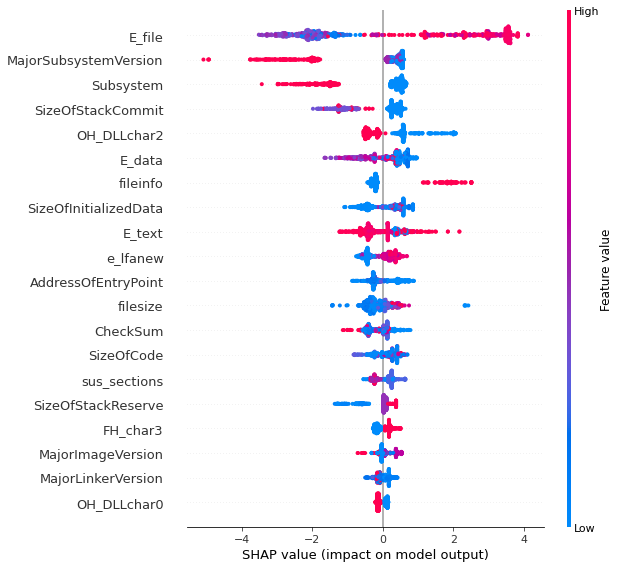 High
E_file
MajorSubsystemVersion
Subsystem
SizeOfStackCommit
OH_DLLchar2
E_data
fileinfo
SizeOfInitializedData
E_text
e_lfanew
AddressOfEntryPoint
filesize
CheckSum
SizeOfCode
sus_sections
SizeOfStackReserve
FH_char3
MajorImageVersion
MajorLinkerVersion
OH_DLLchar0
Feature value
Low
−4 −2 0 2 4
SHAP value (impact on model output)